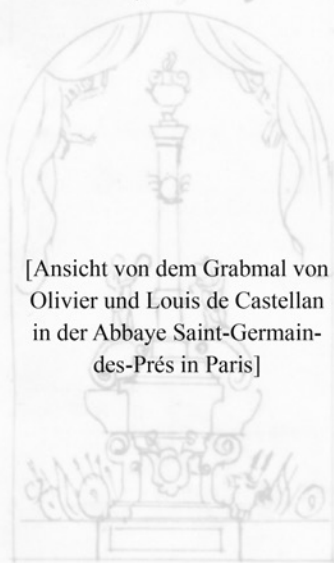 [Ansicht von dem Grabmal von
Olivier und Louis de Castellan
in der Abbaye Saint-Germain-
des-Prés in Paris]